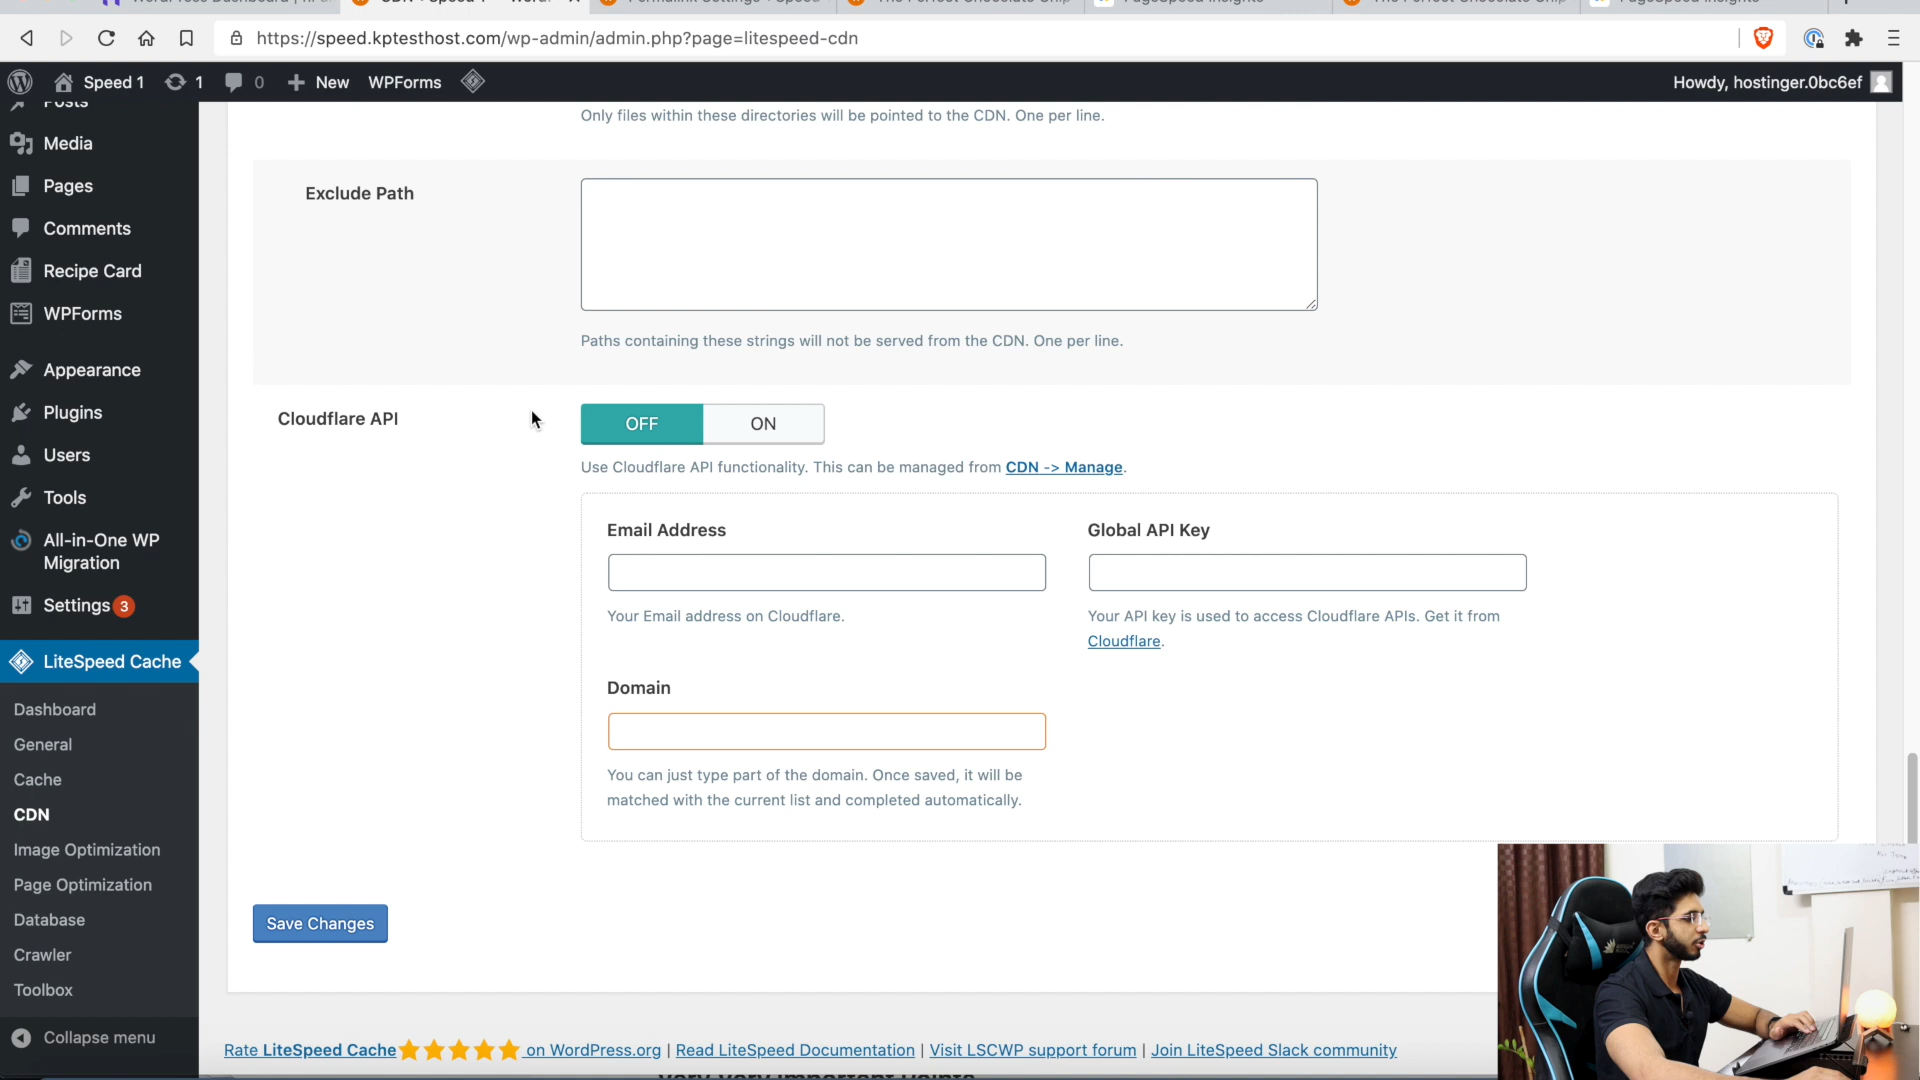 https://speed.kptesthost.com/wp-admin/admin.php?page=litespeed-cdn
Speed 1
1
0
New
WPForms
Howdy, hostinger.0bc6ef
Posts
Media
Pages
Comments
Recipe Card
WPForms
Appearance
Plugins
Users
Tools
All-in-One WP
Migration
Settings 3
LiteSpeed Cache
Dashboard
General
Cache
CDN
Image Optimization
Page Optimization
Database
Crawler
Toolbox
Collapse menu
Only files within these directories will be pointed to the CDN. One per line.
Exclude Path
Paths containing these strings will not be served from the CDN. One per line.
Cloudflare API
OFF
ON
Use Cloudflare API functionality. This can be managed from CDN -> Manage.
Email Address
Global API Key
Your Email address on Cloudflare.
Your API key is used to access Cloudflare APIs. Get it from
Cloudflare.
Domain
You can just type part of the domain. Once saved, it will be
matched with the current list and completed automatically.
Save Changes
Rate LiteSpeed Cache on WordPress.org | Read LiteSpeed Documentation | Visit LSCWP support forum | Join LiteSpeed Slack community